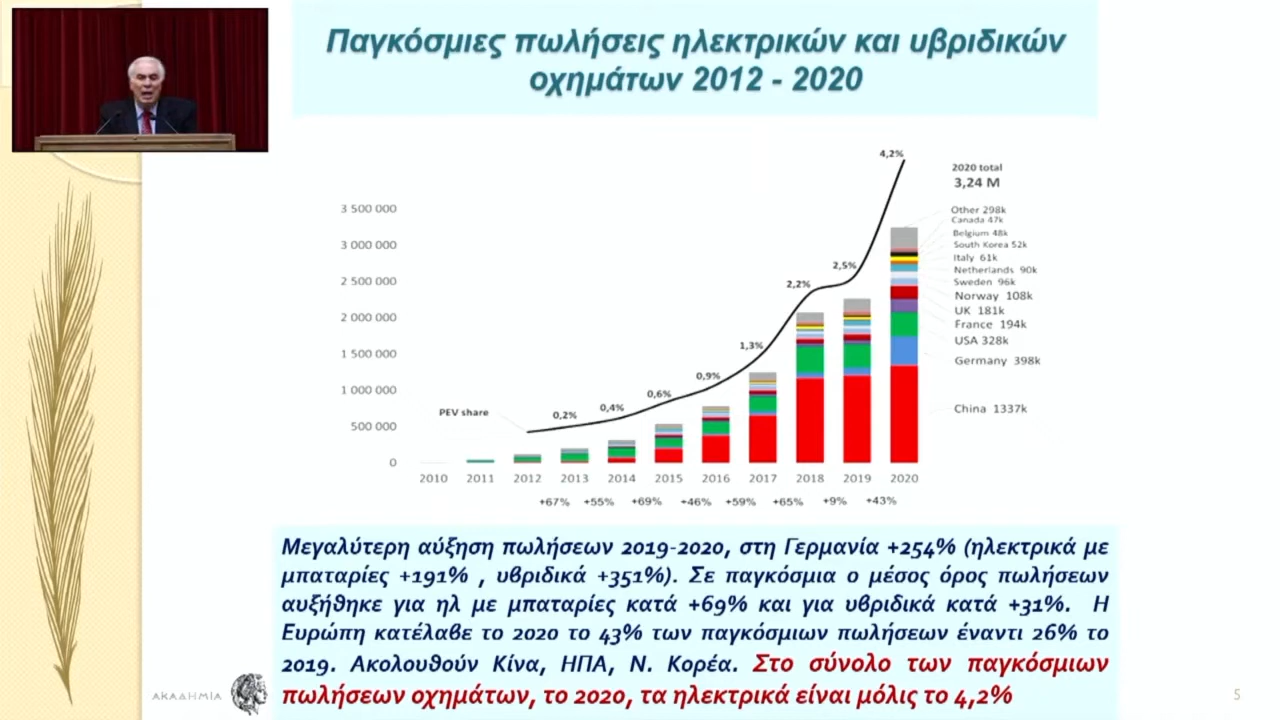 Παγκόσμιες πωλήσεις ηλεκτρικών και υβριδικών
οχημάτων 2012 - 2020
4,2%
2020 total
3,24 M
3 500 000
3 000 000
2 500 000
2 000 000
1 500 000
1 000 000
500 000
0
PEV share
0,2%
0,4%
0,6%
0,9%
1,3%
2,2%
2,5%
Other 298k
Canada 47k
Belgium 48k
South Korea 52k
Italy 61k
Netherlands 90k
Sweden 96k
Norway 108k
UK 181k
France 194k
USA 328k
Germany 398k
China 1337k
2010 2011 2012 2013 2014 2015 2016 2017 2018 2019 2020
+67% +55% +69% +46% +59% +65% +9% +43%
Μεγαλύτερη αύξηση πωλήσεων 2019-2020, στη Γερμανία +254% (ηλεκτρικά με
μπαταρίες +191% , υβριδικά +351%). Σε παγκόσμια ο μέσος όρος πωλήσεων
αυξήθηκε για ηλ με μπαταρίες κατά +69% και για υβριδικά κατά +31%. Η
Ευρώπη κατέλαβε το 2020 το 43% των παγκόσμιων πωλήσεων έναντι 26% το
2019. Ακολουθούν Κίνα, ΗΠΑ, Ν. Κορέα. Στο σύνολο των παγκόσμιων
πωλήσεων οχημάτων, το 2020, τα ηλεκτρικά είναι μόλις το 4,2%
ΑΚΑΔΗΜΙΑ
5